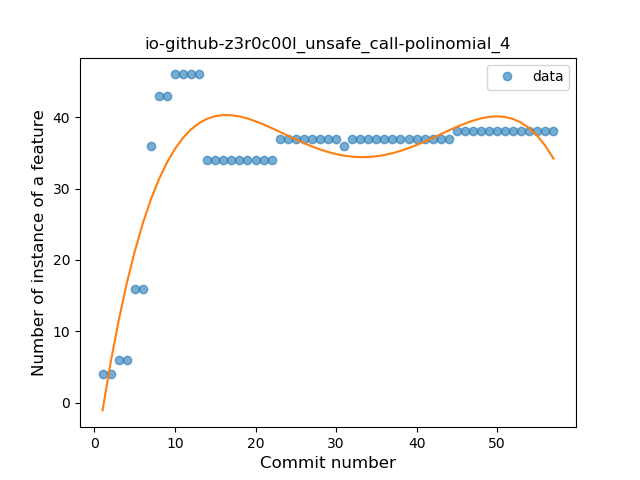 io-github-z3r0c00l_unsafe_call-polinomial_4
data
Number of instance of a feature
40
30
20
10
0
0 10 20 30 40 50
Commit number